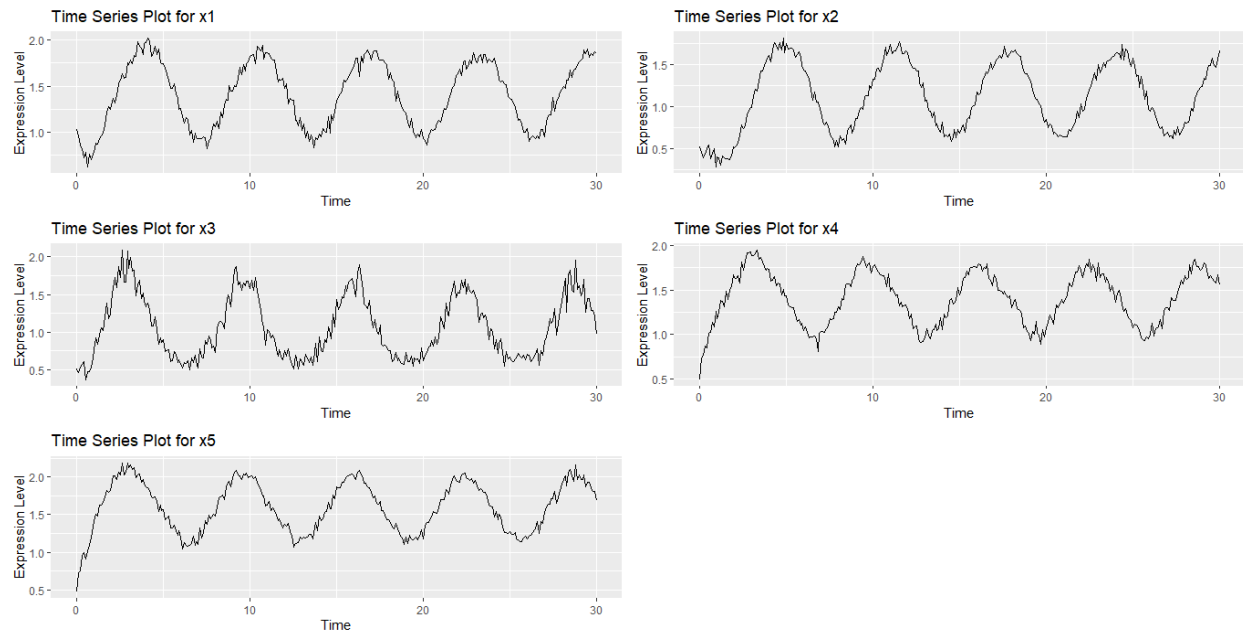 Time Series Plot for x1
Expression Level
2.0
1.5
1.0
0
10
20
30
Time
Time Series Plot for x2
Expression Level
1.5
1.0
0.5
0
10
20
30
Time
Time Series Plot for x3
Expression Level
2.0
1.5
1.0
0.5
0
10
20
30
Time
Time Series Plot for x4
Expression Level
2.0
1.5
1.0
0.5
0
10
20
30
Time
Time Series Plot for x5
Expression Level
2.0
1.5
1.0
0.5
0
10
20
30
Time